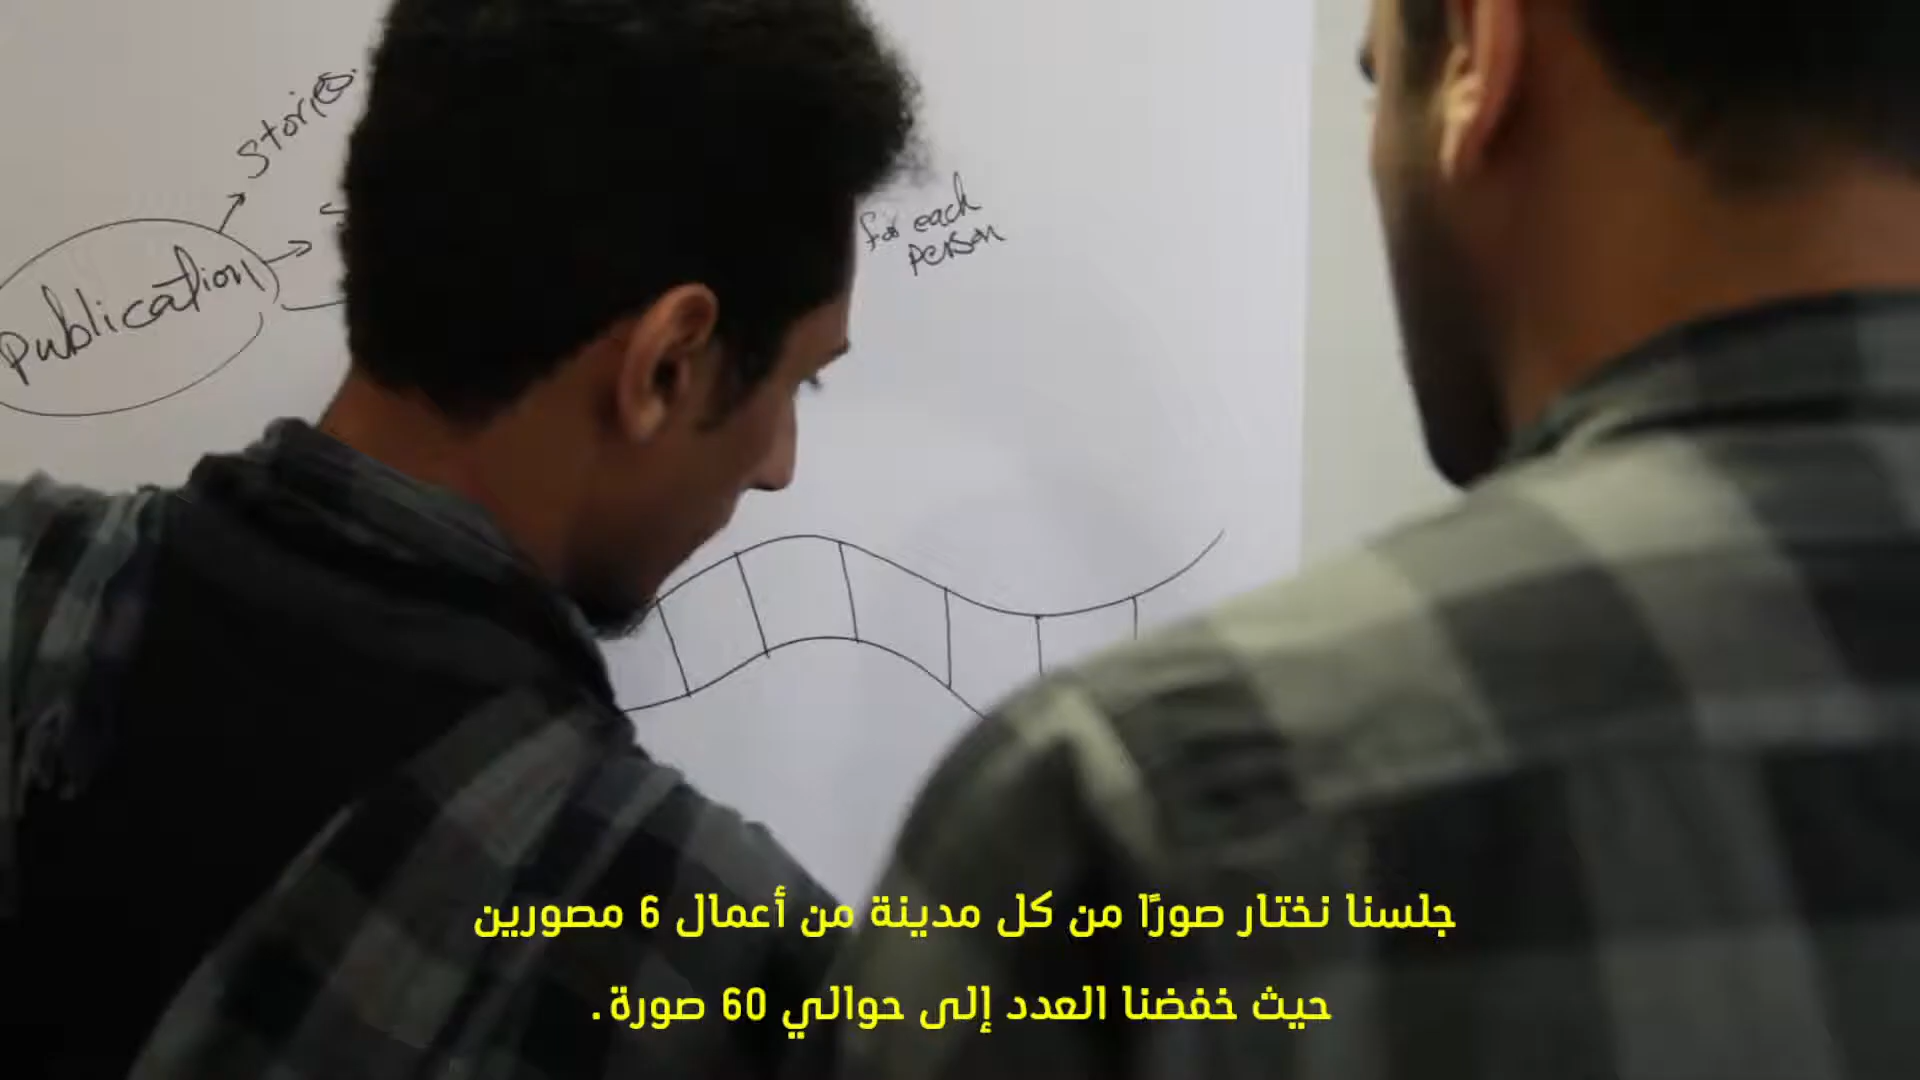 stories.
publication
for each
person
جلسنا نختار صورًا من كل مدينة من أعمال 6 مصورين
حيث خفضنا العدد إلى حوالي 60 صورة.